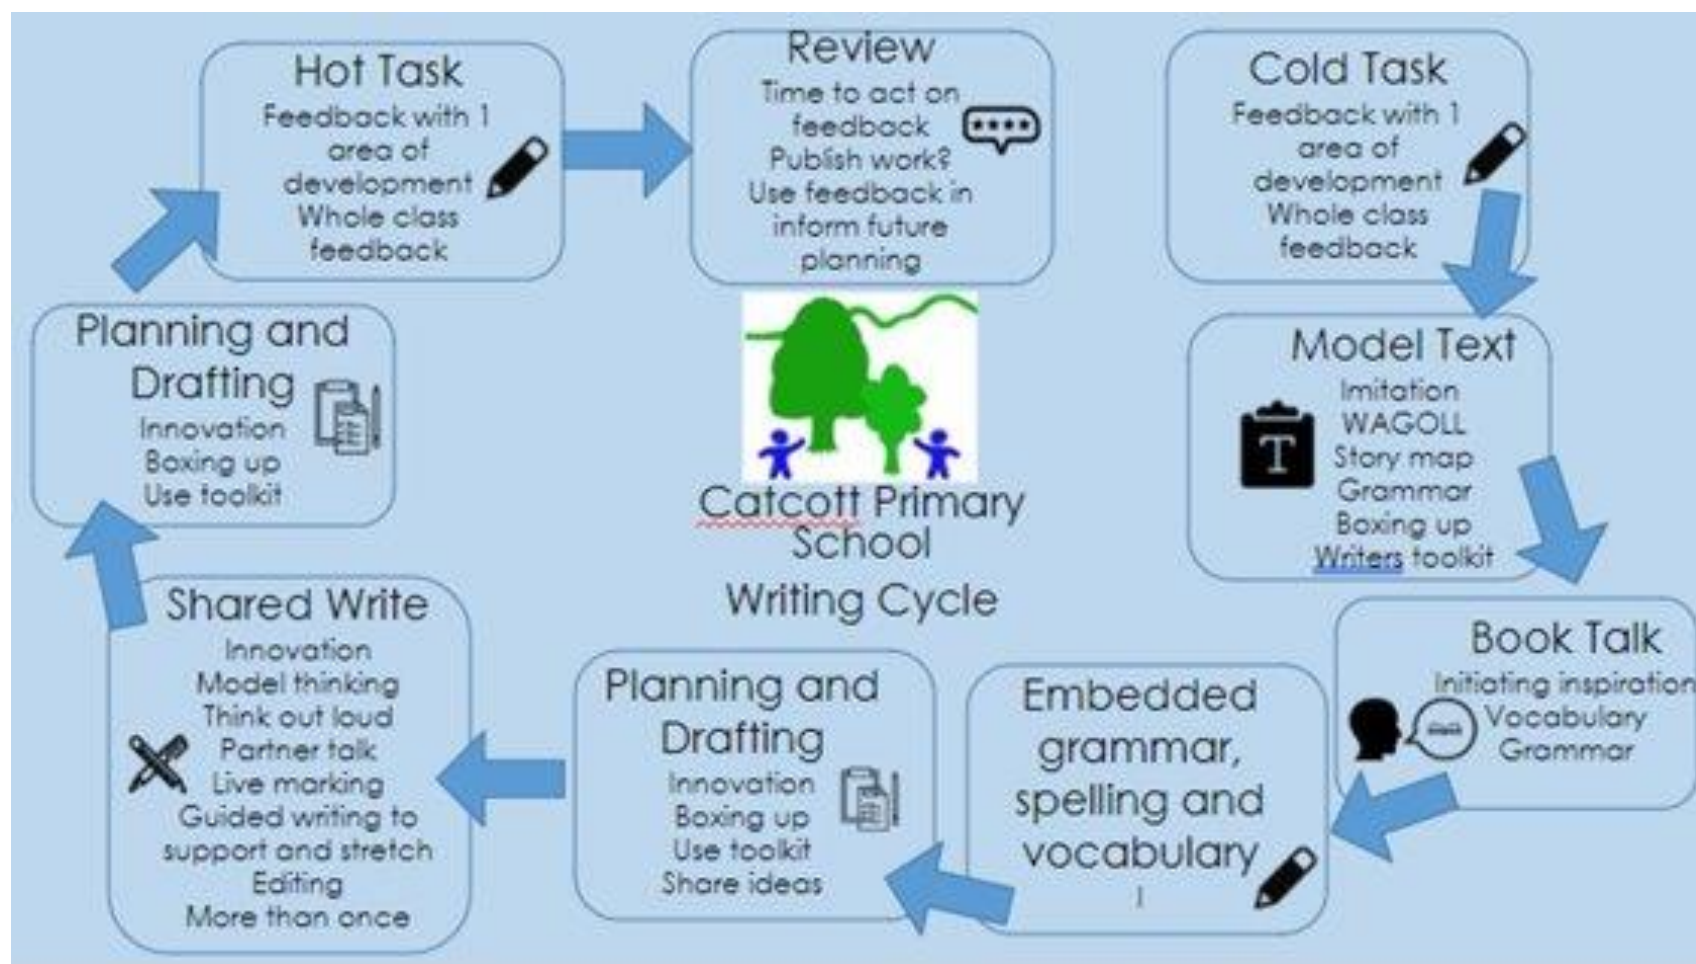 Hot Task
Feedback with 1
area of
development
Whole class
feedback
Review
Time to act on
feedback
Publish work?
Use feedback in
inform future
planning
Cold Task
Feedback with 1
area of
development
Whole class
feedback
Model Text
Imitation
WAGOLL
Story map
Grammar
Boxing up
Writers toolkit
T
Book Talk
Initiating inspiration
Vocabulary
Grammar
Embedded
grammar,
spelling and
vocabulary
Planning and
Drafting
Innovation
Boxing up
Use toolkit
Share ideas
Shared Write
Innovation
Model thinking
Think out loud
Partner talk
Live marking
Guided writing to
support and stretch
Editing
More than once
Planning and
Drafting
Innovation
Boxing up
Use toolkit
Catcott Primary
School
Writing Cycle